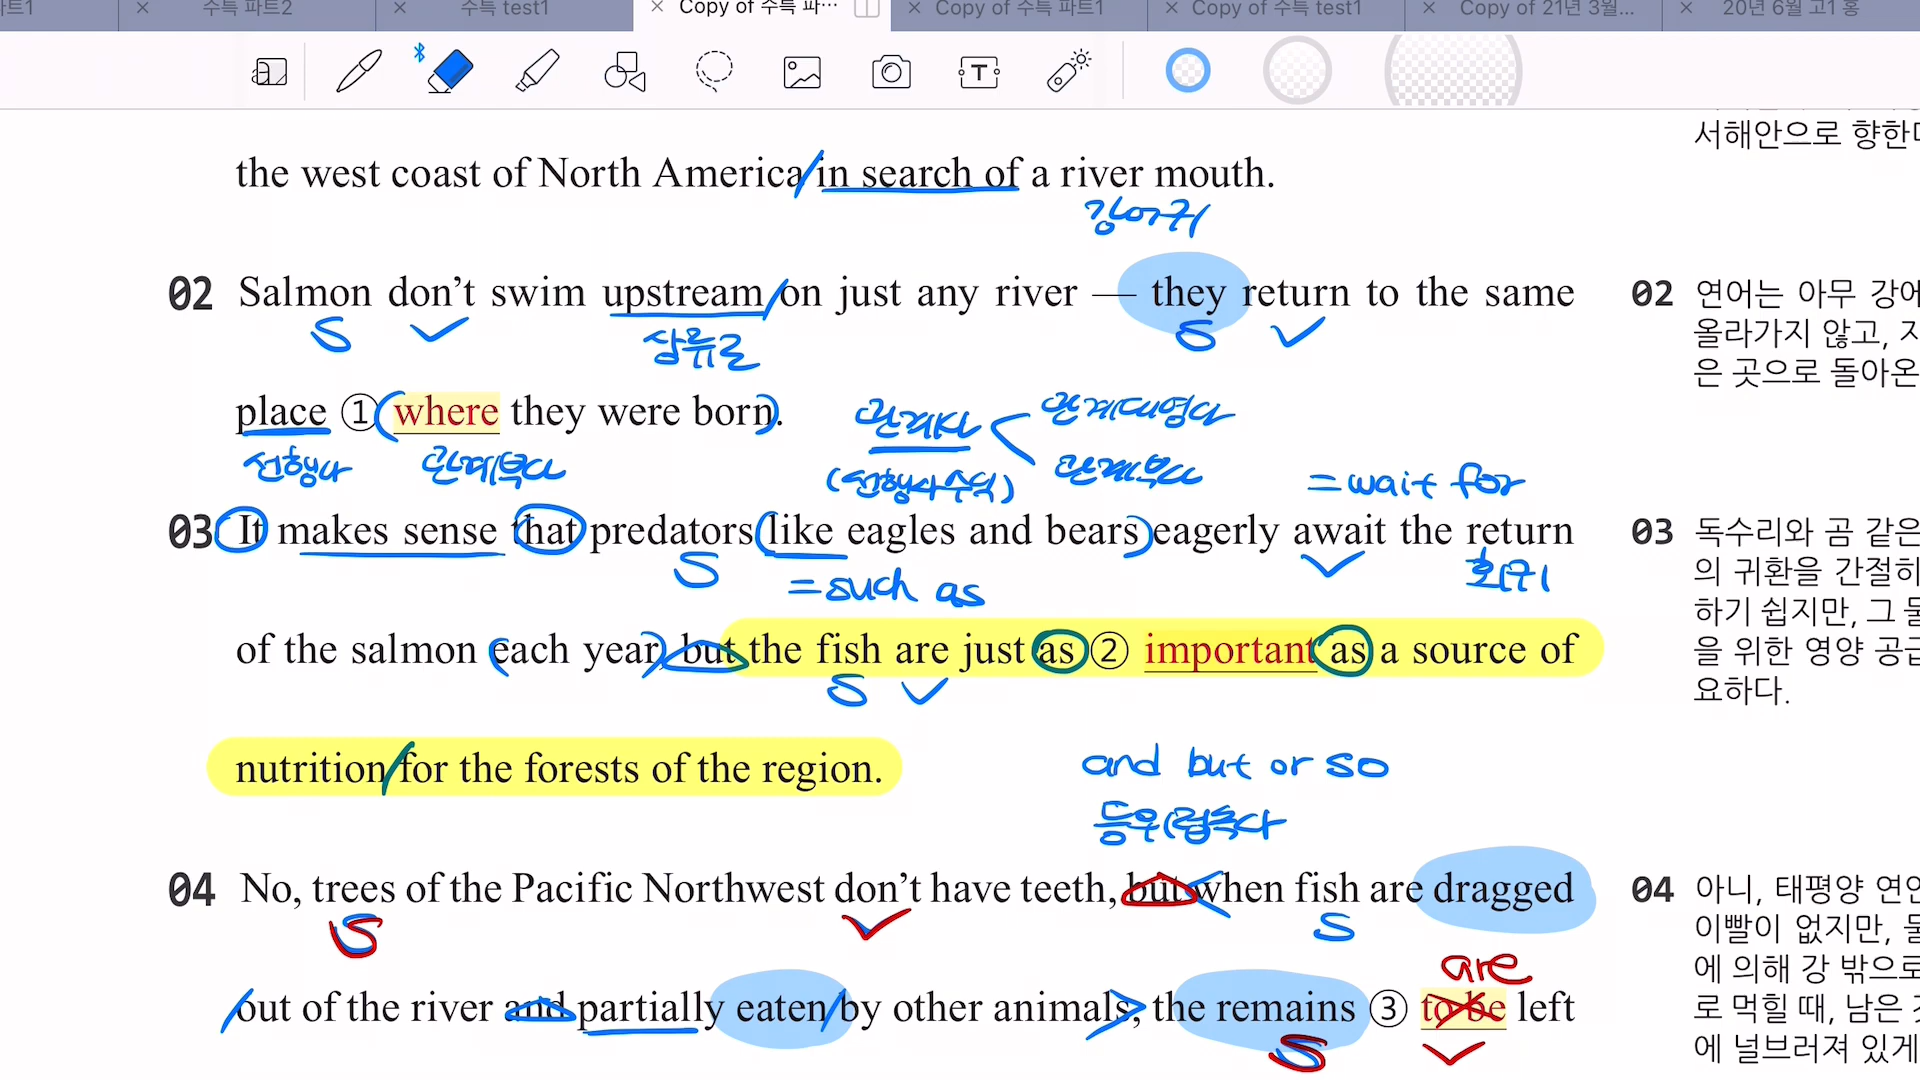 파트1 × 수특 파트2 × 수특 test1 × Copy of 수특 파··· × Copy of 수특 파트1 × Copy of 수특 test1 × Copy of 21년 3월... × 20년 6월 고1 홍
서해안으로 향한다
the west coast of North America/in search of a river mouth.
강어귀
02 Salmon don't swim upstream/on just any river — they return to the same
S S
상류로
place ① (where they were born).
선행사 관계부사
관계사 < 관계대명사
(선행사수식) 관계부사
= wait for
03 It makes sense that predators (like eagles and bears) eagerly await the return
S = such as 회귀
of the salmon (each year), but the fish are just as ② important as a source of
S
nutrition/for the forests of the region.
and but or so
등위접속사
04 No, trees of the Pacific Northwest don't have teeth, but <when fish are dragged
S S
are
/out of the river and partially eaten/by other animals>, the remains ③ to be left
S
02 연어는 아무 강에
올라가지 않고,
은 곳으로 돌아온
03 독수리와 곰 같은
의 귀환을 간절히
하기 쉽지만, 그
을 위한 영양 공급
요하다.
04 아니, 태평양 연안
이빨이 없지만,
에 의해 강 밖으로
로 먹힐 때, 남은
에 널브러져 있게